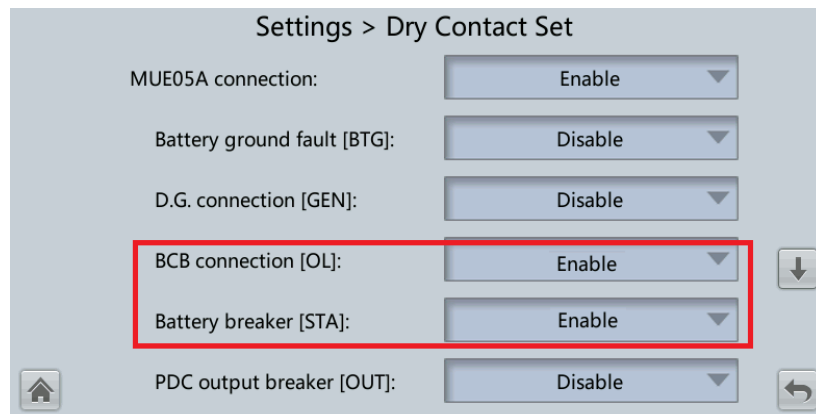 Settings > Dry Contact Set
MUE05A connection: Enable
Battery ground fault [BTG]: Disable
D.G. connection [GEN]: Disable
BCB connection [OL]: Enable
Battery breaker [STA]: Enable
PDC output breaker [OUT]: Disable